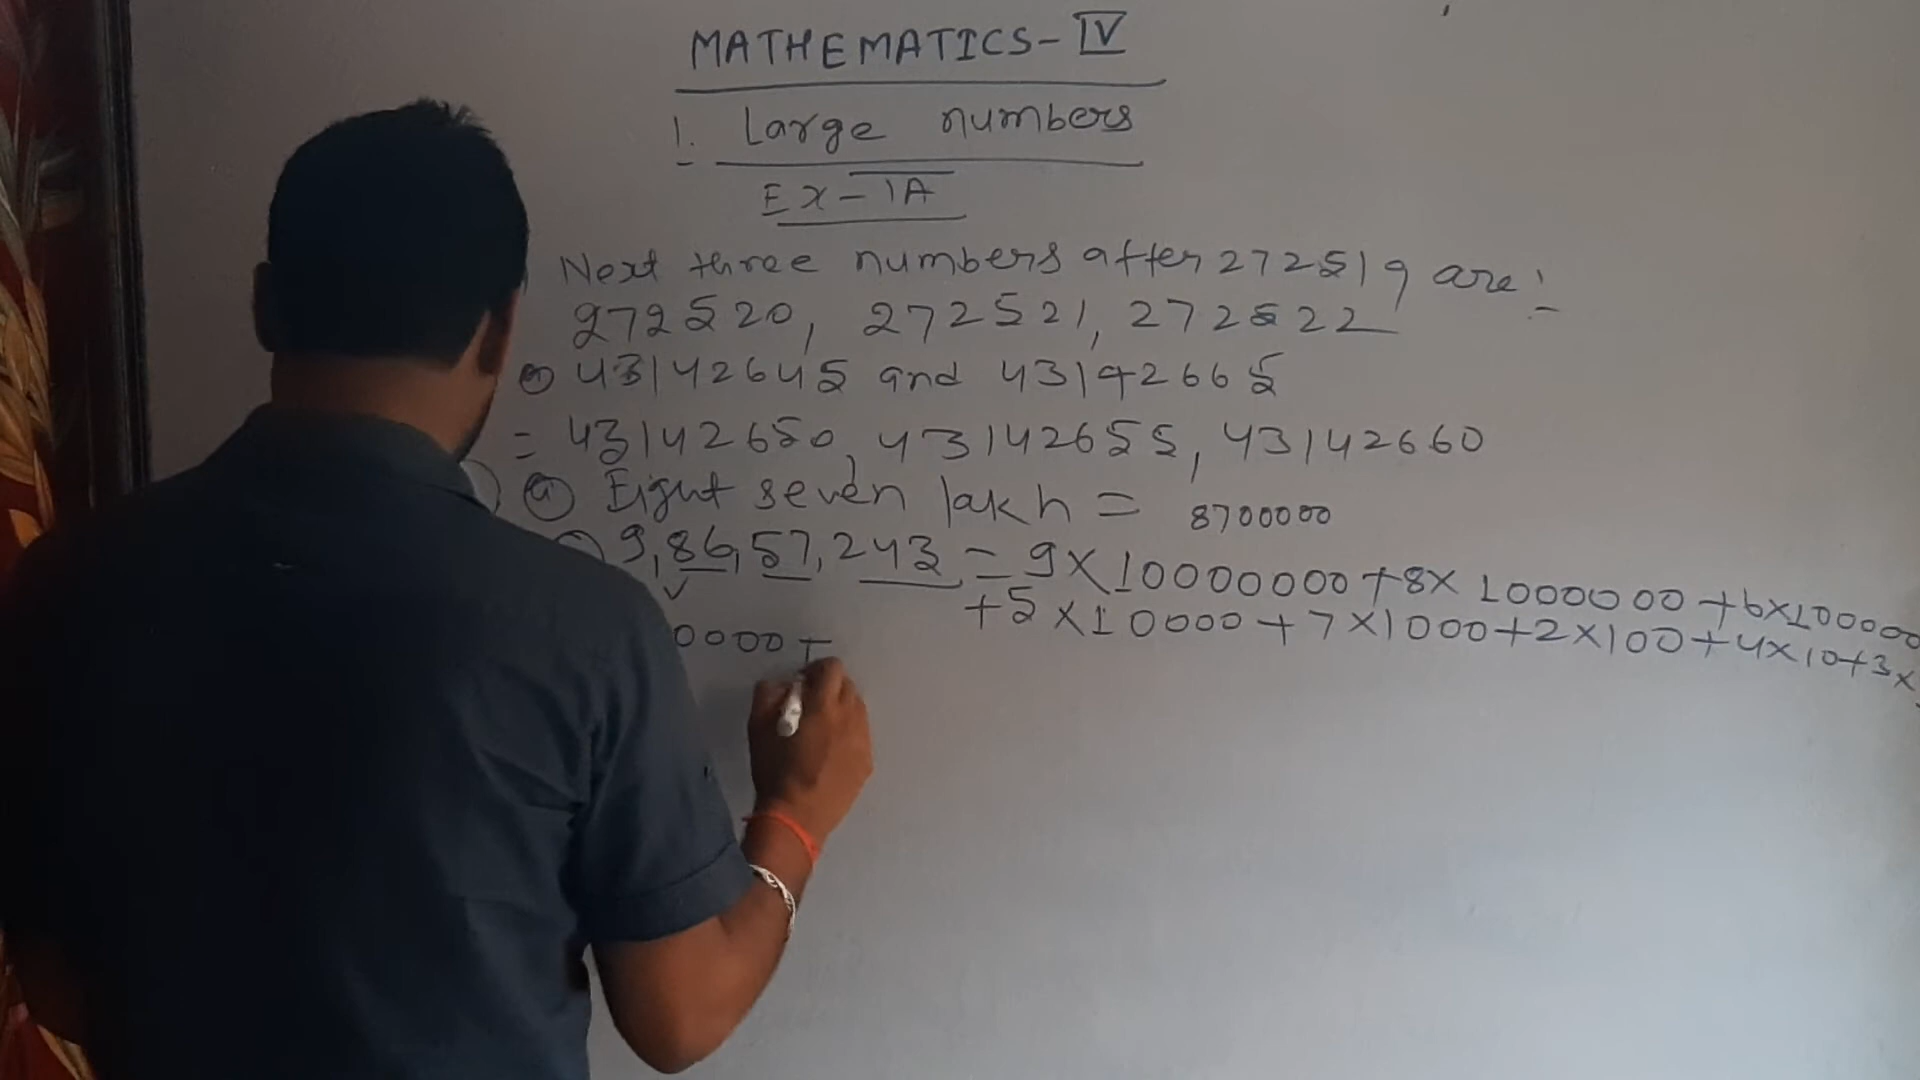 MATHEMATICS-IV
1. Large numbers
Ex-1A
Next three numbers after 272519 are:-
272520, 272521, 272522
a 43142645 and 43142665
= 43142650, 43142655, 43142660
a Eight seven lakh = 8700000
9,86,57,243 = 9×10000000+8×1000000+6×100000
+5×10000+7×1000+2×100+4×10+3×
0000+